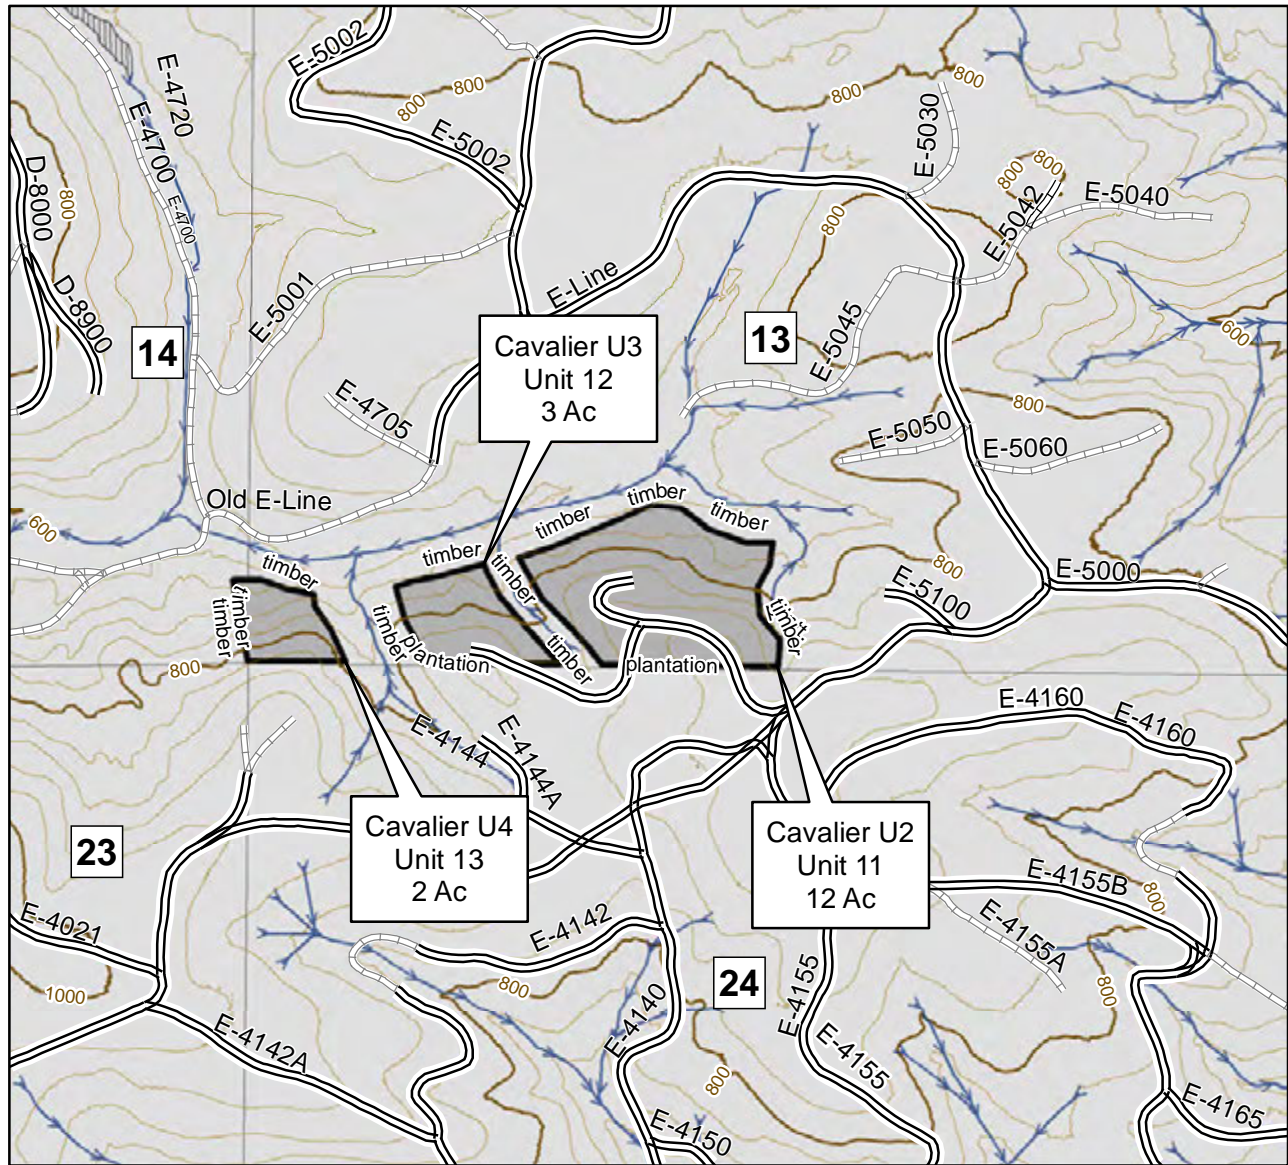 E-5002
E-4720
E-4700
E-4700
800
800
800
800
E-5002
E-5030
800
800
E-5042
E-5040
D-8000
800
D-8900
14
E-5001
E-Line
800
13
E-5045
600
Cavalier U3
Unit 12
3 Ac
E-4705
800
E-5050
E-5060
Old E-Line
600
timber
timber
timber
timber
timber
timber
timber
timber
timber
timber
timber
timber
plantation
plantation
800
800
E-5100
E-5000
E-4144
E-4144A
E-4160
E-4160
Cavalier U4
Unit 13
2 Ac
Cavalier U2
Unit 11
12 Ac
23
E-4021
1000
E-4142
800
E-4142A
E-4140
24
800
E-4155
E-4155
E-4155B
E-4155A
800
800
E-4150
E-4165